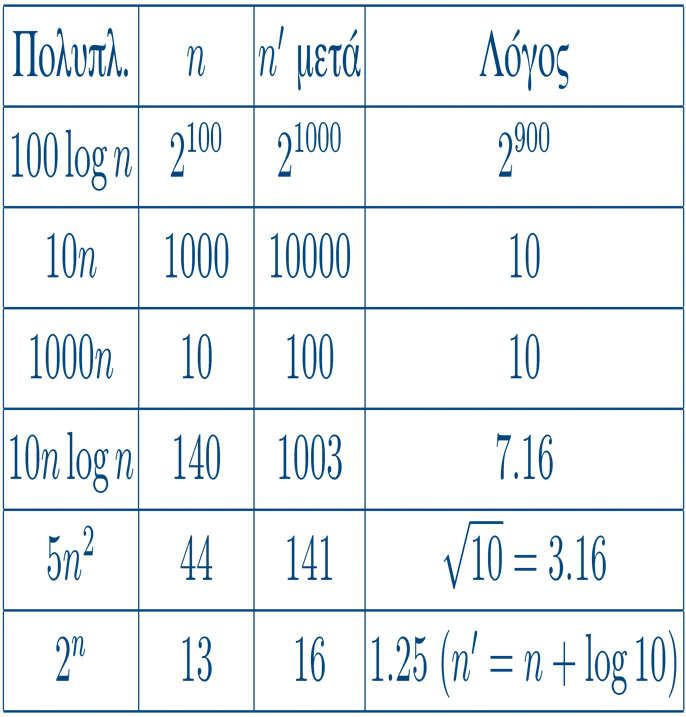 Πολυπλ. n n′ μετά Λόγος
100 log n 2^100 2^1000 2^900
10n 1000 10000 10
1000n 10 100 10
10n log n 140 1003 7.16
5n^2 44 141 √10 = 3.16
2^n 13 16 1.25 (n′ = n + log 10)